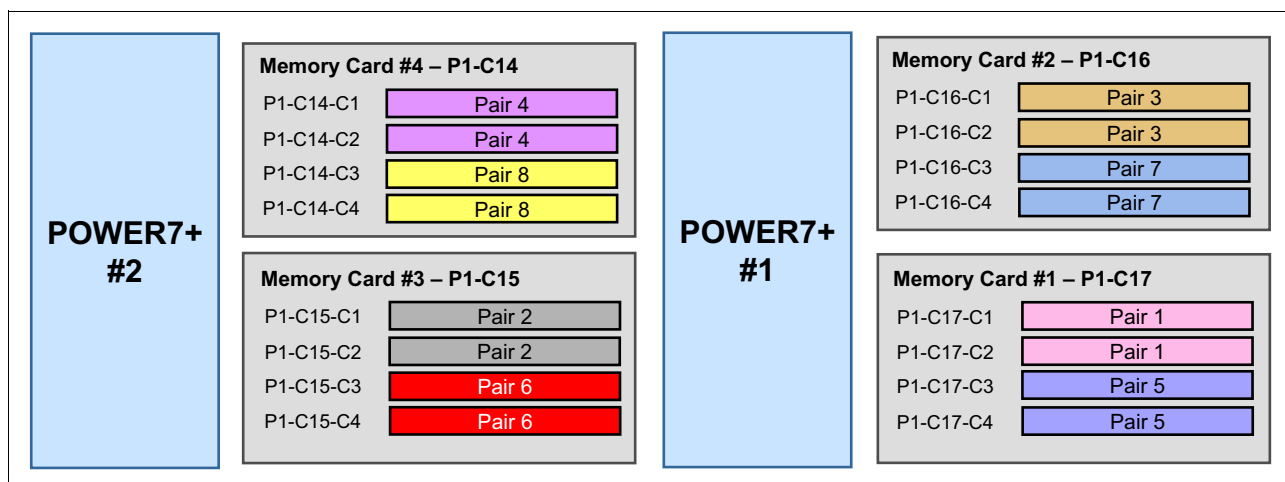 POWER7+
#2
Memory Card #4 – P1-C14
P1-C14-C1 Pair 4
P1-C14-C2 Pair 4
P1-C14-C3 Pair 8
P1-C14-C4 Pair 8
Memory Card #3 – P1-C15
P1-C15-C1 Pair 2
P1-C15-C2 Pair 2
P1-C15-C3 Pair 6
P1-C15-C4 Pair 6
POWER7+
#1
Memory Card #2 – P1-C16
P1-C16-C1 Pair 3
P1-C16-C2 Pair 3
P1-C16-C3 Pair 7
P1-C16-C4 Pair 7
Memory Card #1 – P1-C17
P1-C17-C1 Pair 1
P1-C17-C2 Pair 1
P1-C17-C3 Pair 5
P1-C17-C4 Pair 5